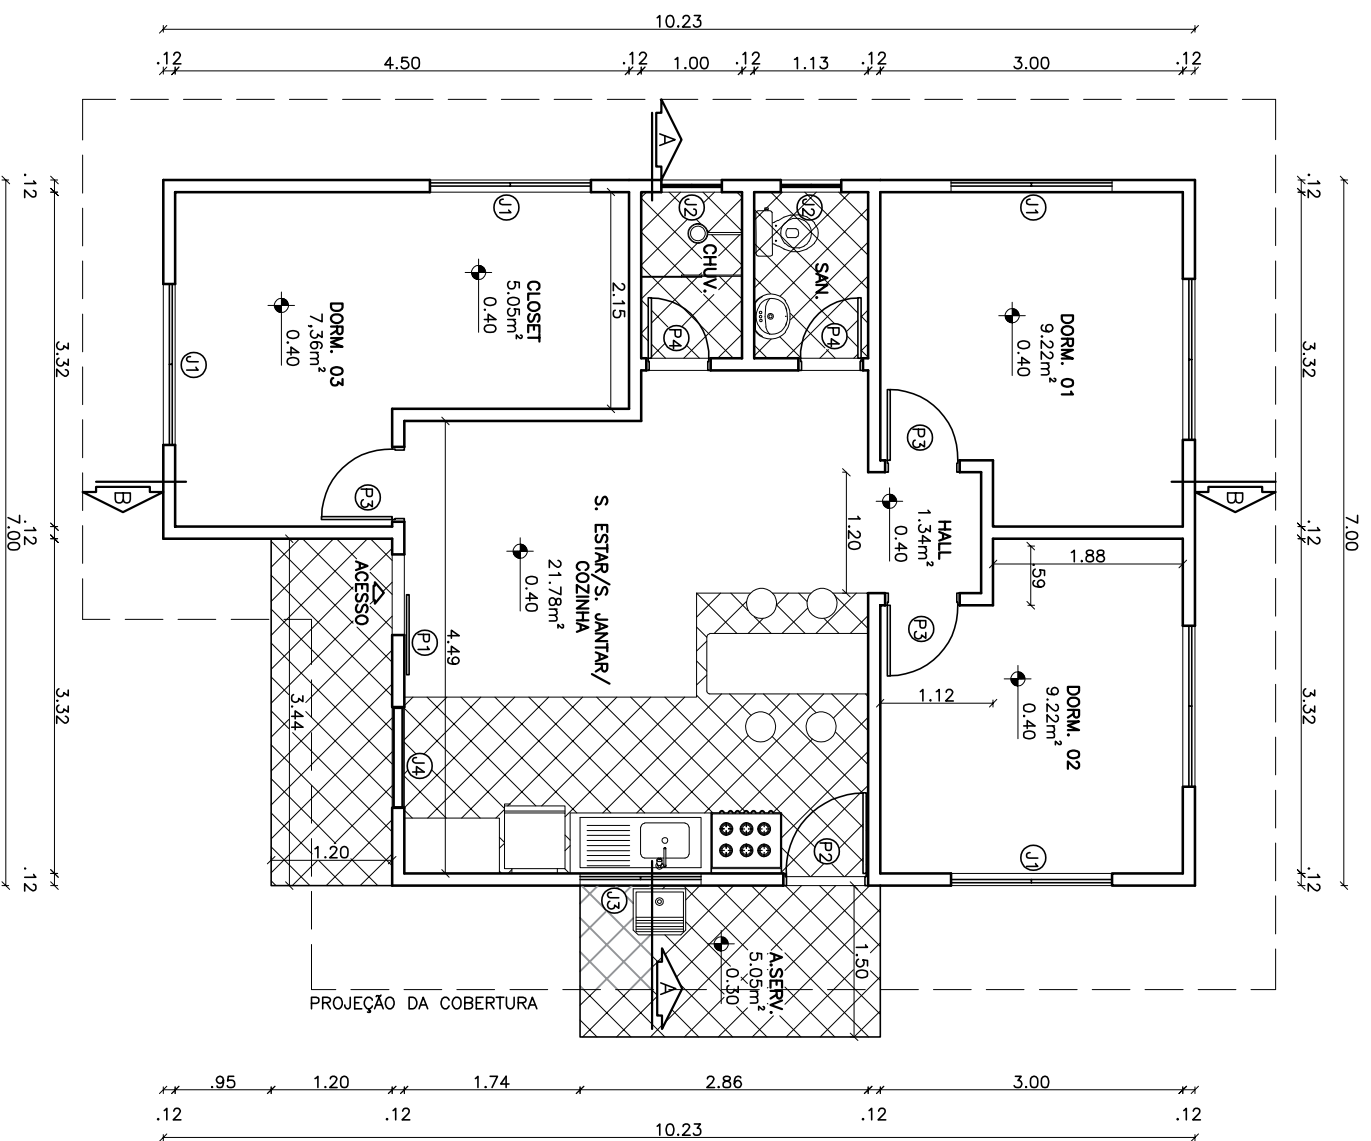 10.23
.12 4.50 .12 1.00 .12 1.13 .12 3.00 .12
A
.12 3.32 .12 3.32 .12
7.00
J1
J2
J2
J1
CHUV.
SAN.
P4
P4
2.15
CLOSET
5.05m²
0.40
DORM. 03
7,36m²
0.40
J1
DORM. 01
9.22m²
0.40
P3
P3
B
B
HALL
1.34m²
0.40
1.20
1.88
.59
S. ESTAR/S. JANTAR/
COZINHA
21.78m²
0.40
ACESSO
P1
4.49
P3
1.12
DORM. 02
9.22m²
0.40
3.44
J4
1.20
P2
J1
J3
A
A.SERV.
5.05m²
0.30
1.50
PROJEÇÃO DA COBERTURA
.12 3.32 .12 3.32 .12
7.00
.95 1.20 1.74 2.86 3.00
.12 .12 .12 .12
10.23